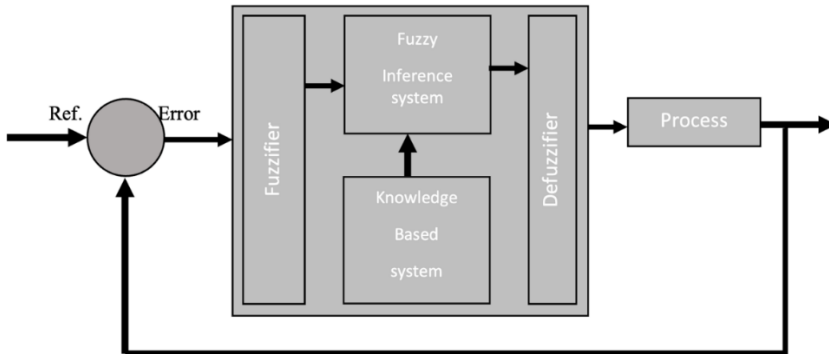 Ref.
Error
Fuzzifier
Fuzzy
Inference
system
Knowledge
Based
system
Defuzzifier
Process